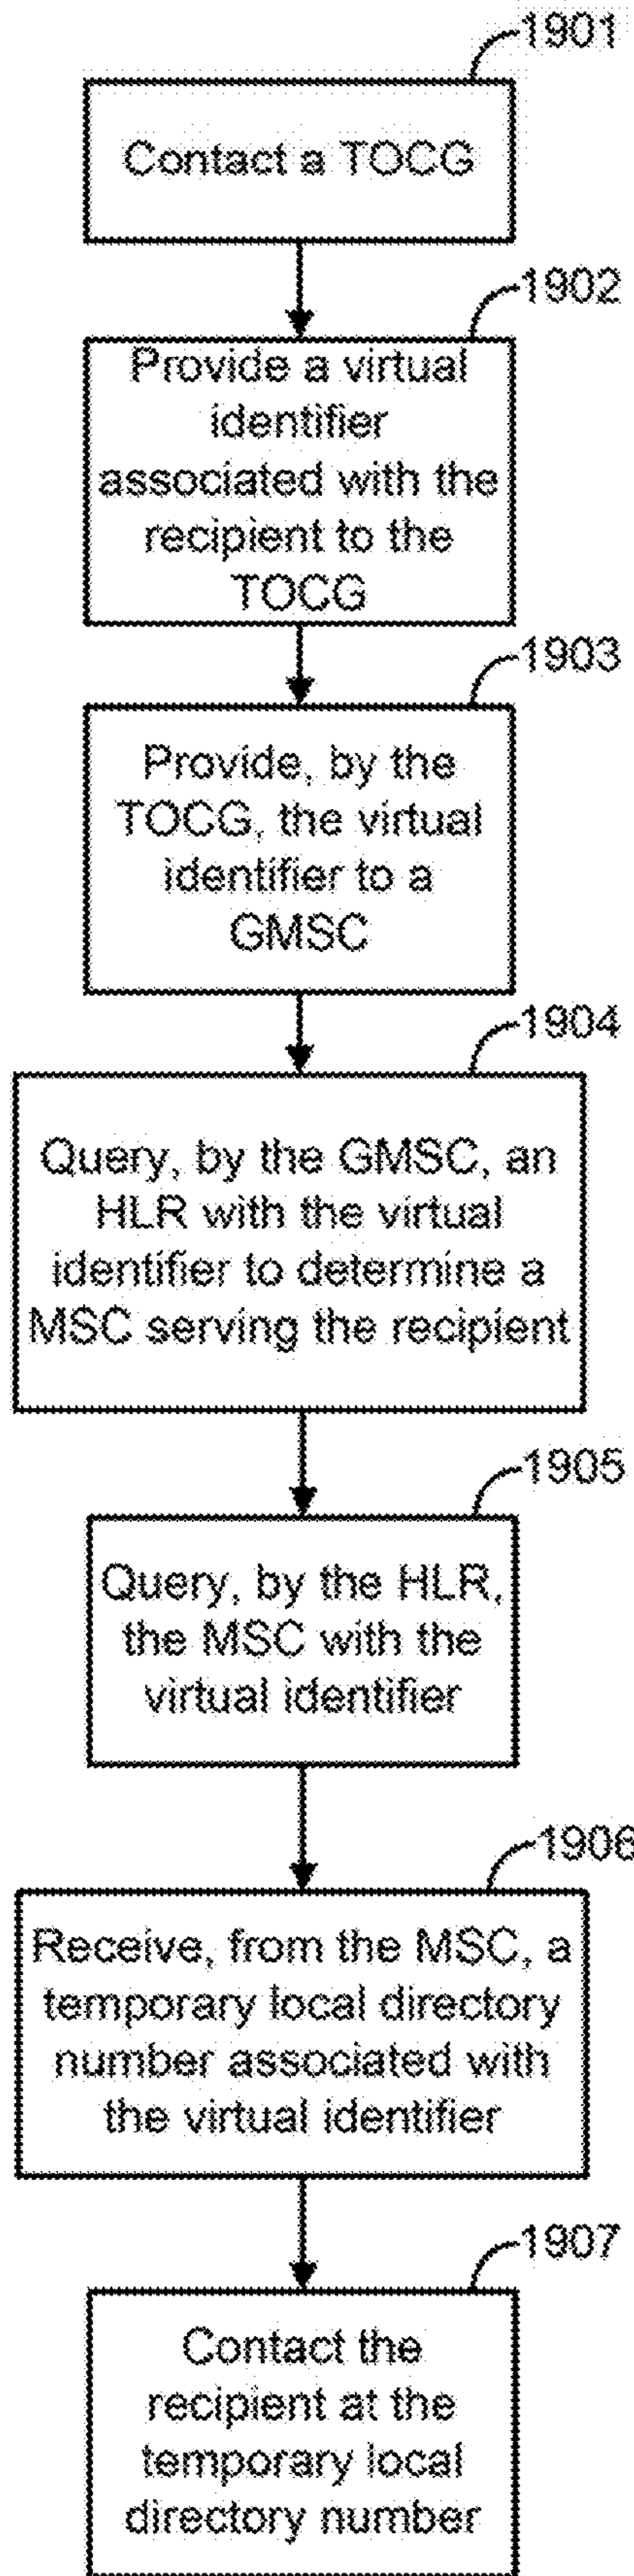 1901
Contact a TOCG
1902
Provide a virtual
identifier
associated with the
recipient to the
TOCG
1903
Provide, by the
TOCG, the virtual
identifier to a
GMSC
1904
Query, by the GMSC, an
HLR with the virtual
identifier to determine a
MSC serving the recipient
1905
Query, by the HLR,
the MSC with the
virtual identifier
1906
Receive, from the MSC, a
temporary local directory
number associated with
the virtual identifier
1907
Contact the
recipient at the
temporary local
directory number